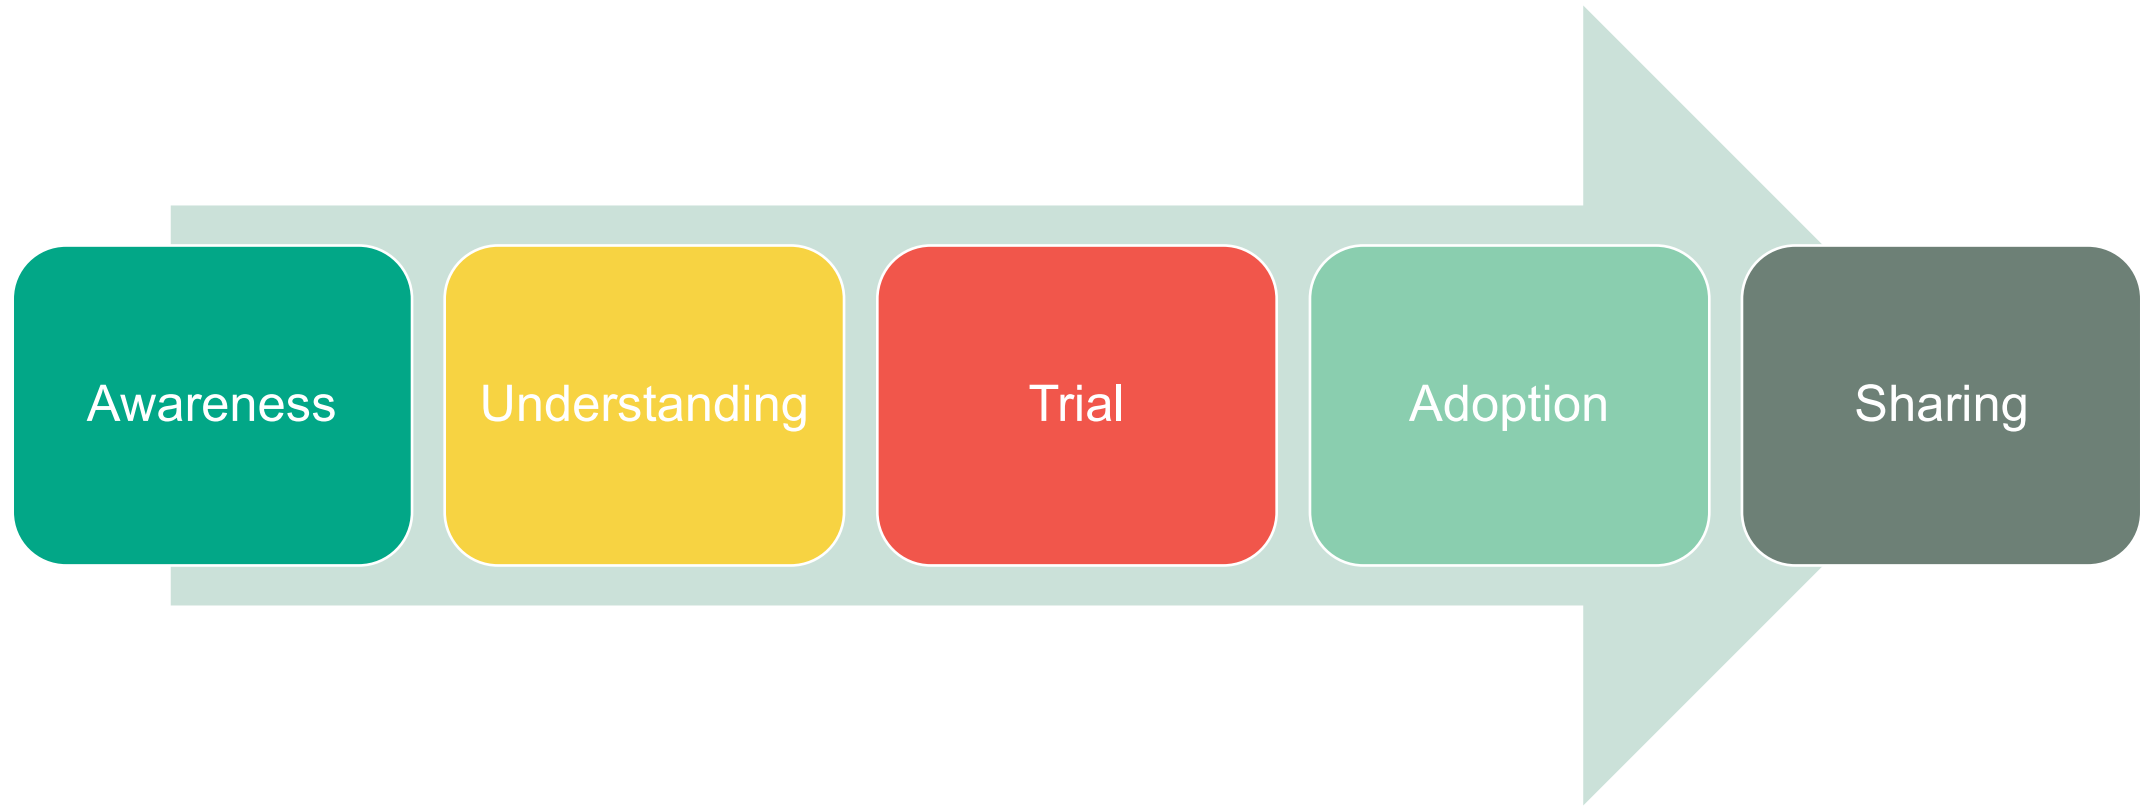 Awareness
Understanding
Trial
Adoption
Sharing